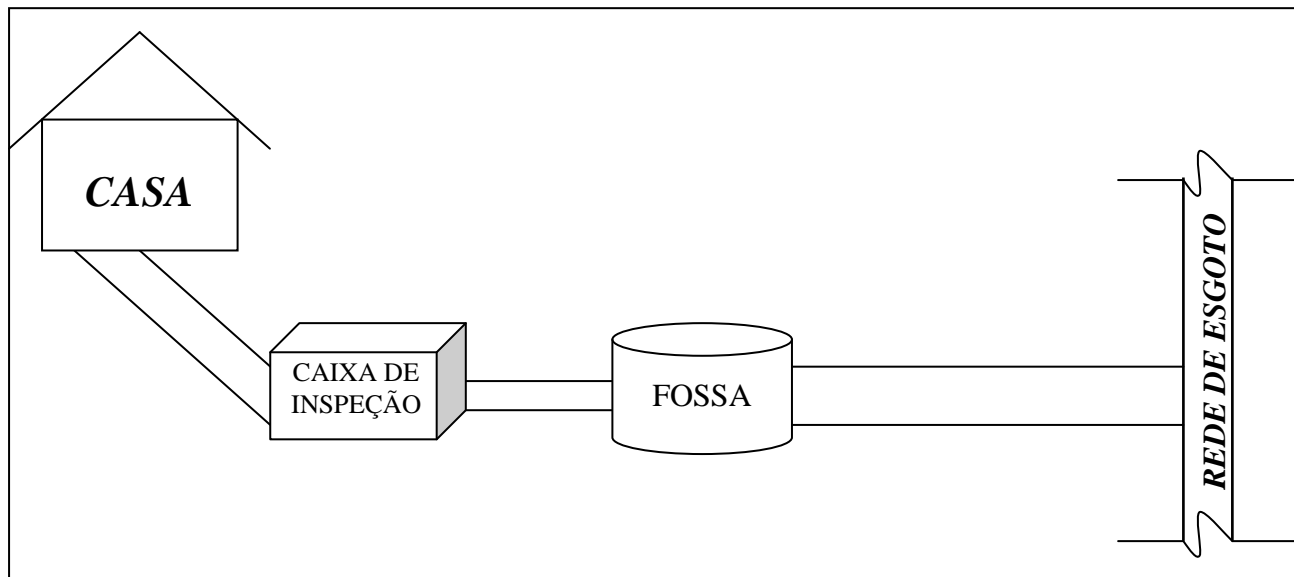 CASA
CAIXA DE
INSPEÇÃO
FOSSA
REDE DE ESGOTO